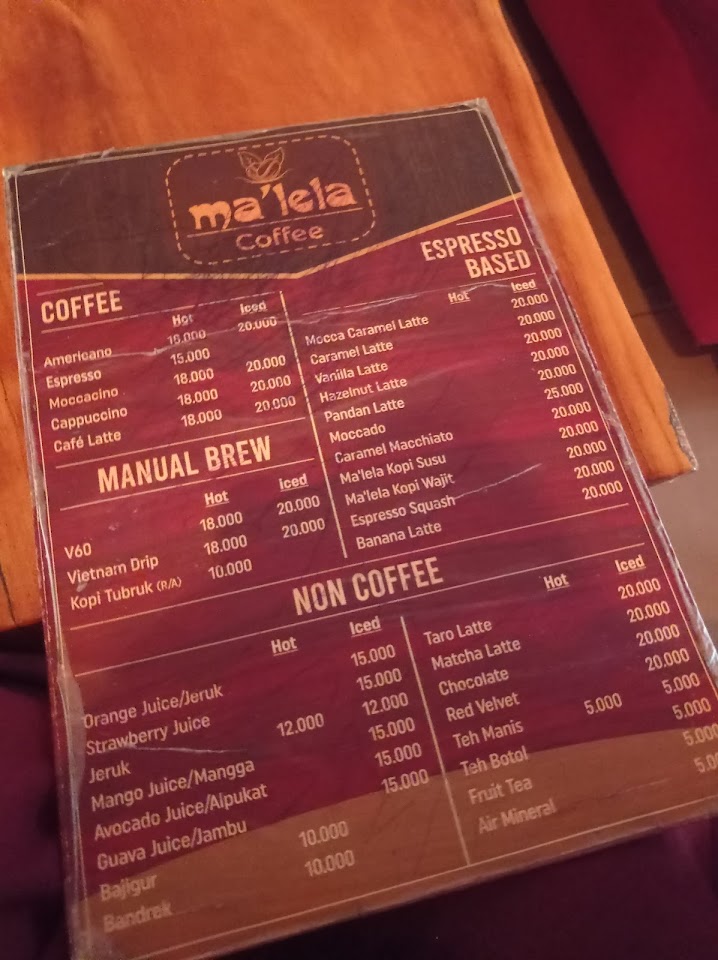 ma'lela
Coffee
COFFEE
Hot Iced
Americano 20.000
Espresso 15.000
Moccacino 18.000 20.000
Cappuccino 18.000 20.000
Café Latte 18.000 20.000
MANUAL BREW
Hot Iced
V60 18.000 20.000
Vietnam Drip 18.000 20.000
Kopi Tubruk (R/A) 10.000
ESPRESSO
BASED
Hot Iced
Mocca Caramel Latte 20.000
Caramel Latte 20.000
Vanilla Latte 20.000
Hazelnut Latte 20.000
Pandan Latte 20.000
Moccado 25.000
Caramel Macchiato 20.000
Ma'lela Kopi Susu 20.000
Ma'lela Kopi Wajit 20.000
Espresso Squash 20.000
Banana Latte 20.000
NON COFFEE
Hot Iced
Orange Juice/Jeruk 15.000
Strawberry Juice 15.000
Jeruk 12.000 12.000
Mango Juice/Mangga 15.000
Avocado Juice/Alpukat 15.000
Guava Juice/Jambu 15.000
Bajigur 10.000
Bandrek 10.000
Hot Iced
Taro Latte 20.000
Matcha Latte 20.000
Chocolate 20.000
Red Velvet 20.000
Teh Manis 5.000 5.000
Teh Botol 5.000
Fruit Tea 5.000
Air Mineral